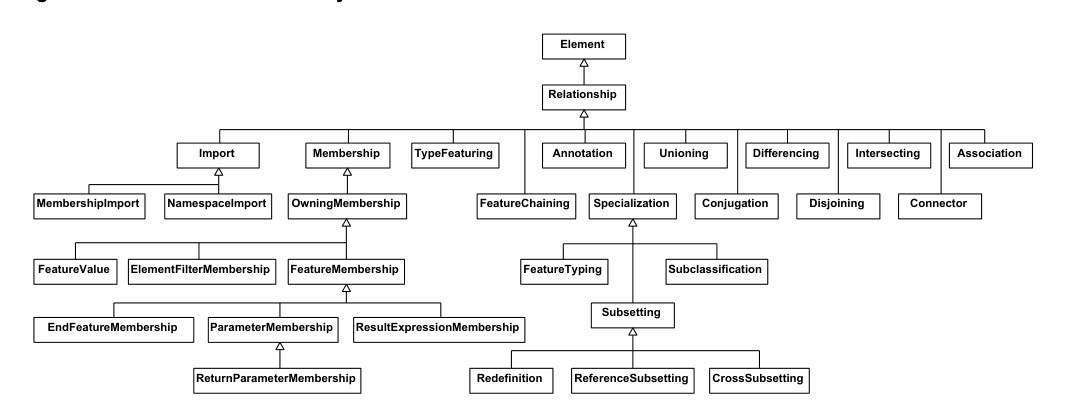 Element
Relationship
Import
Membership
TypeFeaturing
Annotation
Unioning
Differencing
Intersecting
Association
MembershipImport
NamespaceImport
OwningMembership
FeatureChaining
Specialization
Conjugation
Disjoining
Connector
FeatureValue
ElementFilterMembership
FeatureMembership
FeatureTyping
Subclassification
Subsetting
EndFeatureMembership
ParameterMembership
ResultExpressionMembership
ReturnParameterMembership
Redefinition
ReferenceSubsetting
CrossSubsetting